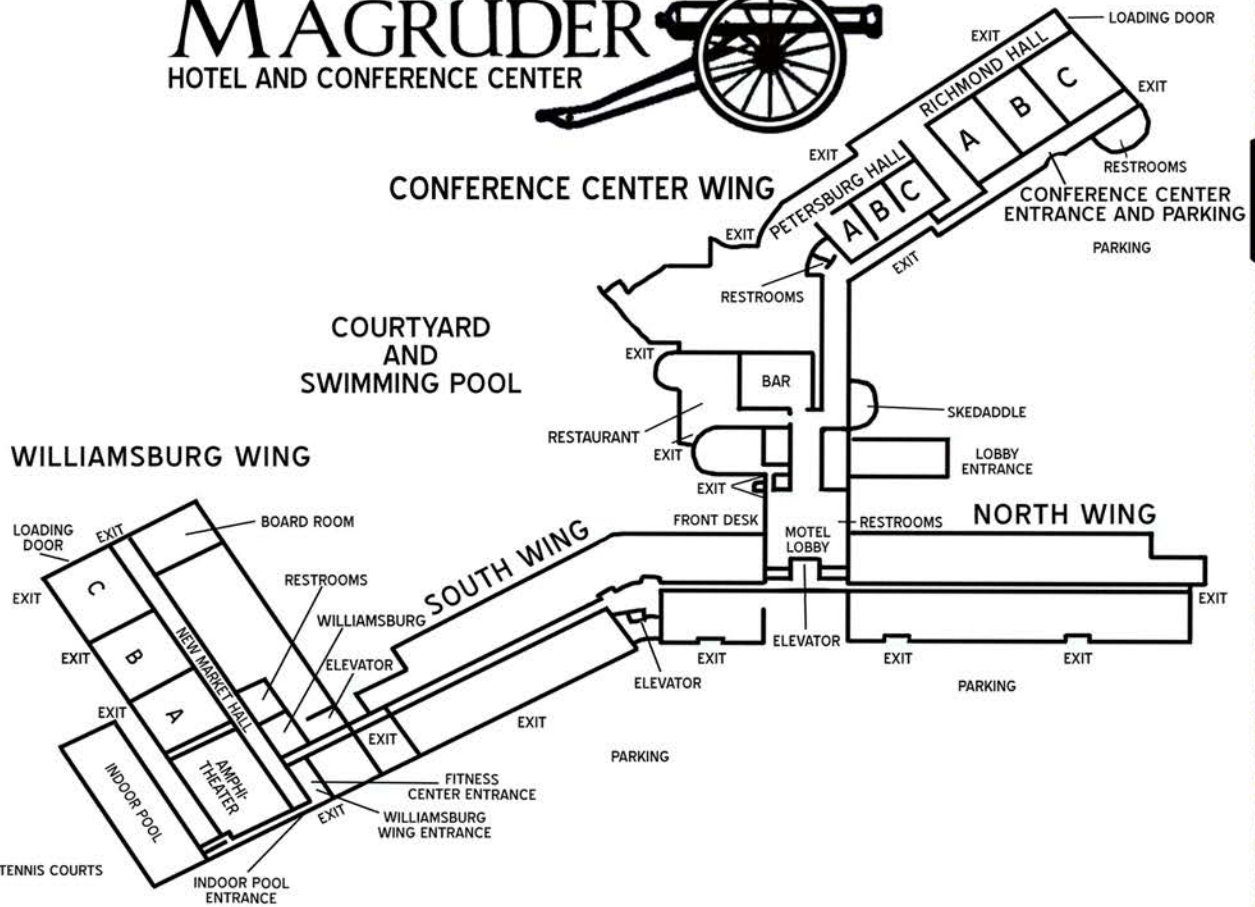 MAGRUDER
HOTEL AND CONFERENCE CENTER
LOADING DOOR
EXIT
RICHMOND HALL
A
B
C
EXIT
RESTROOMS
EXIT
CONFERENCE CENTER WING
PETERSBURG HALL
A
B
C
CONFERENCE CENTER
ENTRANCE AND PARKING
PARKING
EXIT
EXIT
RESTROOMS
COURTYARD
AND
SWIMMING POOL
EXIT
BAR
SKEDADDLE
RESTAURANT
EXIT
LOBBY
ENTRANCE
EXIT
FRONT DESK
MOTEL
LOBBY
RESTROOMS
NORTH WING
WILLIAMSBURG WING
LOADING
DOOR
EXIT
BOARD ROOM
SOUTH WING
EXIT
C
RESTROOMS
WILLIAMSBURG
ELEVATOR
EXIT
B
NEW MARKET HALL
EXIT
A
EXIT
ELEVATOR
ELEVATOR
EXIT
EXIT
EXIT
EXIT
PARKING
EXIT
PARKING
INDOOR POOL
AMPHI-
THEATER
FITNESS
CENTER ENTRANCE
EXIT
WILLIAMSBURG
WING ENTRANCE
TENNIS COURTS
INDOOR POOL
ENTRANCE